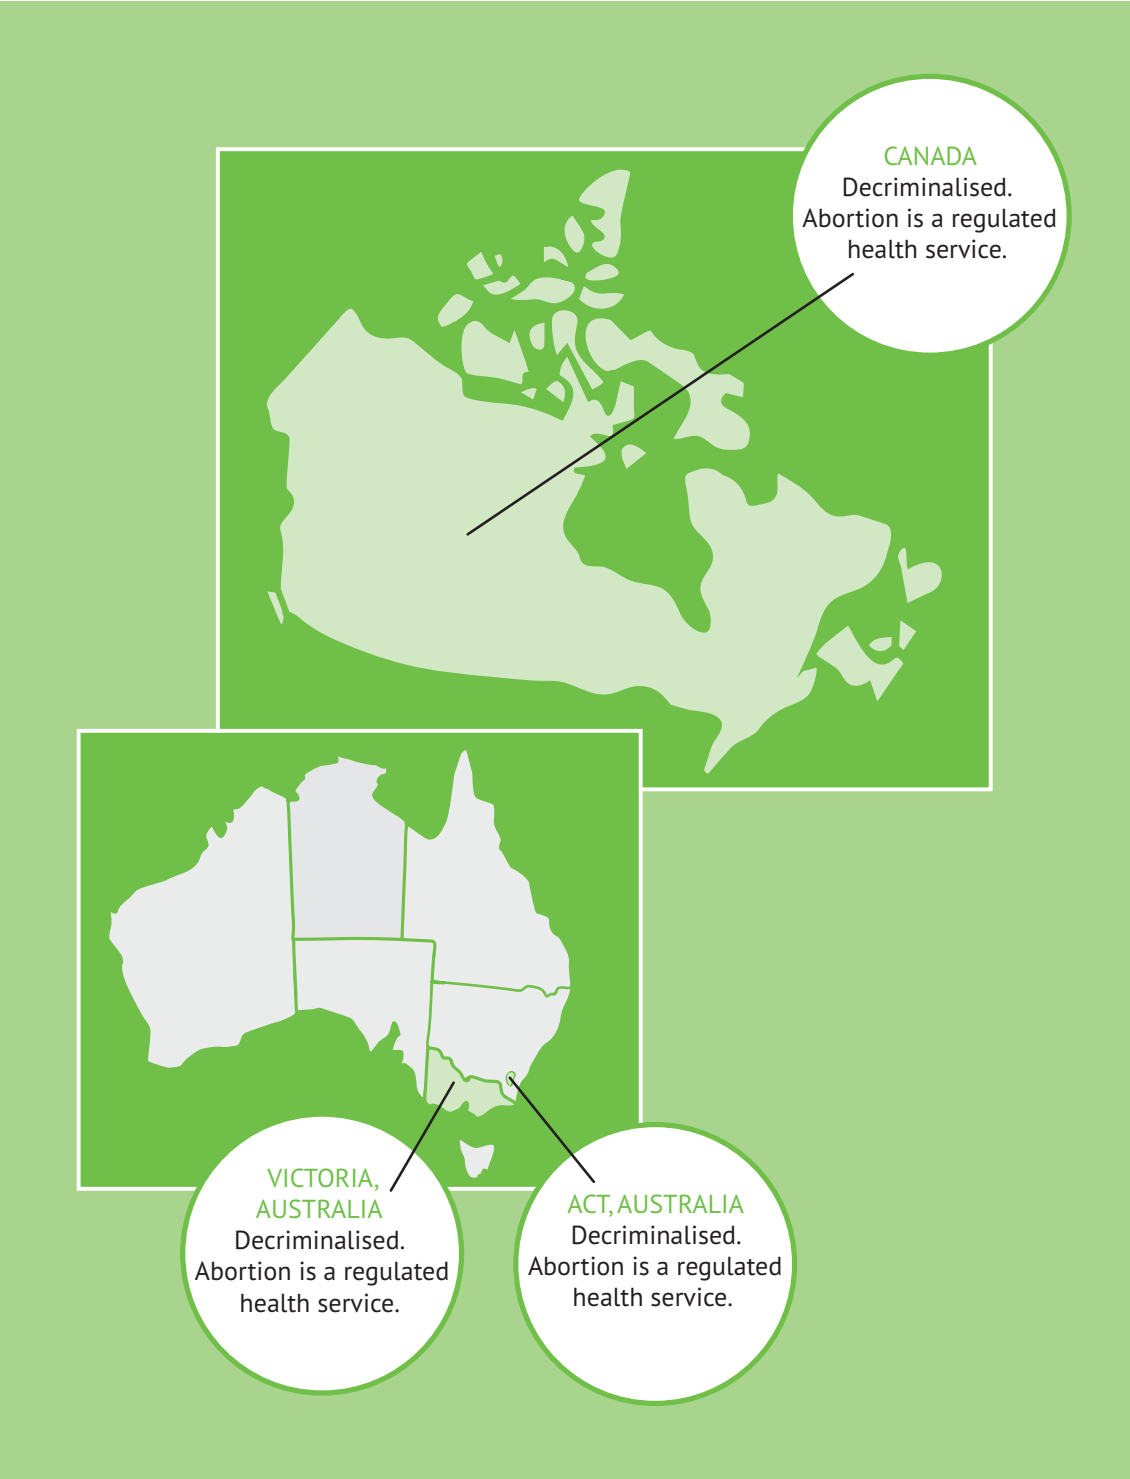 CANADA
Decriminalised.
Abortion is a regulated
health service.
VICTORIA,
AUSTRALIA
Decriminalised.
Abortion is a regulated
health service.
ACT, AUSTRALIA
Decriminalised.
Abortion is a regulated
health service.